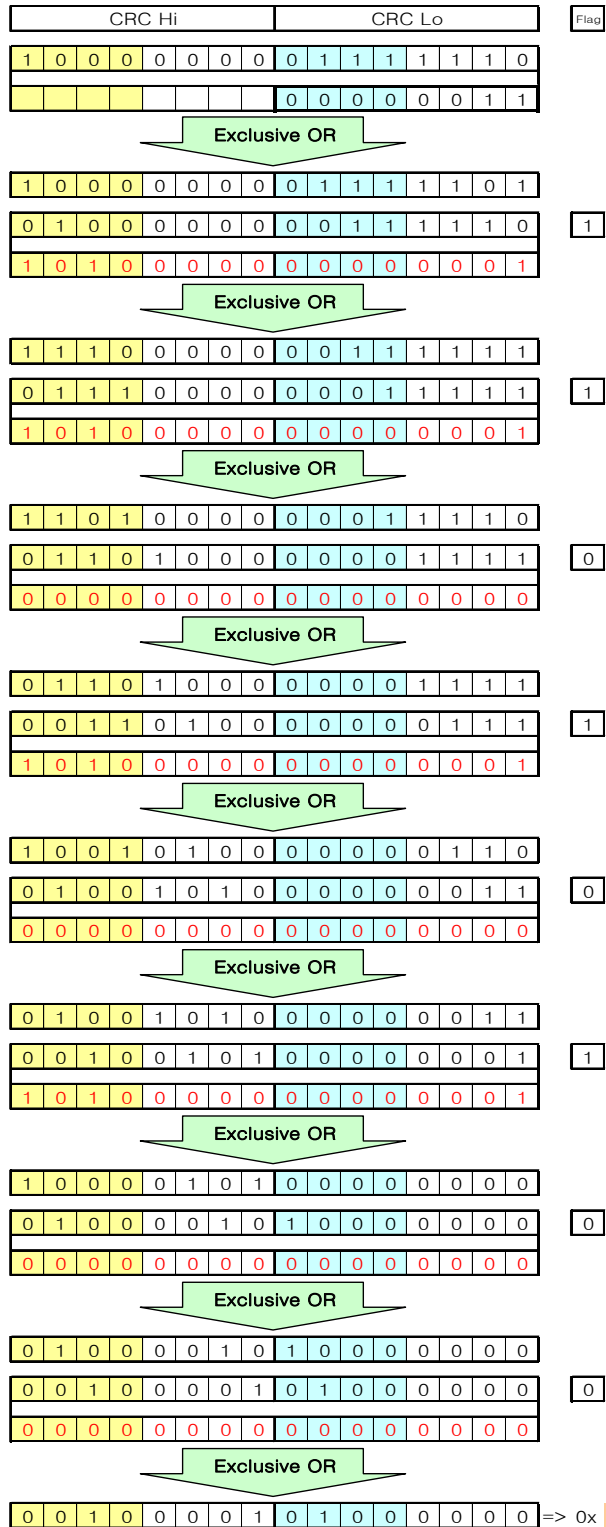 CRC Hi CRC Lo Flag
1 0 0 0 0 0 0 0 0 1 1 1 1 1 1 0
0 0 0 0 0 0 1 1
Exclusive OR
1 0 0 0 0 0 0 0 0 1 1 1 1 1 0 1
0 1 0 0 0 0 0 0 0 0 1 1 1 1 1 0 1
1 0 1 0 0 0 0 0 0 0 0 0 0 0 0 1
Exclusive OR
1 1 1 0 0 0 0 0 0 0 1 1 1 1 1 1
0 1 1 1 0 0 0 0 0 0 0 1 1 1 1 1 1
1 0 1 0 0 0 0 0 0 0 0 0 0 0 0 1
Exclusive OR
1 1 0 1 0 0 0 0 0 0 0 1 1 1 1 0
0 1 1 0 1 0 0 0 0 0 0 0 1 1 1 1 0
0 0 0 0 0 0 0 0 0 0 0 0 0 0 0 0
Exclusive OR
0 1 1 0 1 0 0 0 0 0 0 0 1 1 1 1
0 0 1 1 0 1 0 0 0 0 0 0 0 1 1 1 1
1 0 1 0 0 0 0 0 0 0 0 0 0 0 0 1
Exclusive OR
1 0 0 1 0 1 0 0 0 0 0 0 0 1 1 0
0 1 0 0 1 0 1 0 0 0 0 0 0 0 1 1 0
0 0 0 0 0 0 0 0 0 0 0 0 0 0 0 0
Exclusive OR
0 1 0 0 1 0 1 0 0 0 0 0 0 0 1 1
0 0 1 0 0 1 0 1 0 0 0 0 0 0 0 1 1
1 0 1 0 0 0 0 0 0 0 0 0 0 0 0 1
Exclusive OR
1 0 0 0 0 1 0 1 0 0 0 0 0 0 0 0
0 1 0 0 0 0 1 0 1 0 0 0 0 0 0 0 0
0 0 0 0 0 0 0 0 0 0 0 0 0 0 0 0
Exclusive OR
0 1 0 0 0 0 1 0 1 0 0 0 0 0 0 0
0 0 1 0 0 0 0 1 0 1 0 0 0 0 0 0 0
0 0 0 0 0 0 0 0 0 0 0 0 0 0 0 0
Exclusive OR
0 0 1 0 0 0 0 1 0 1 0 0 0 0 0 0 => 0x